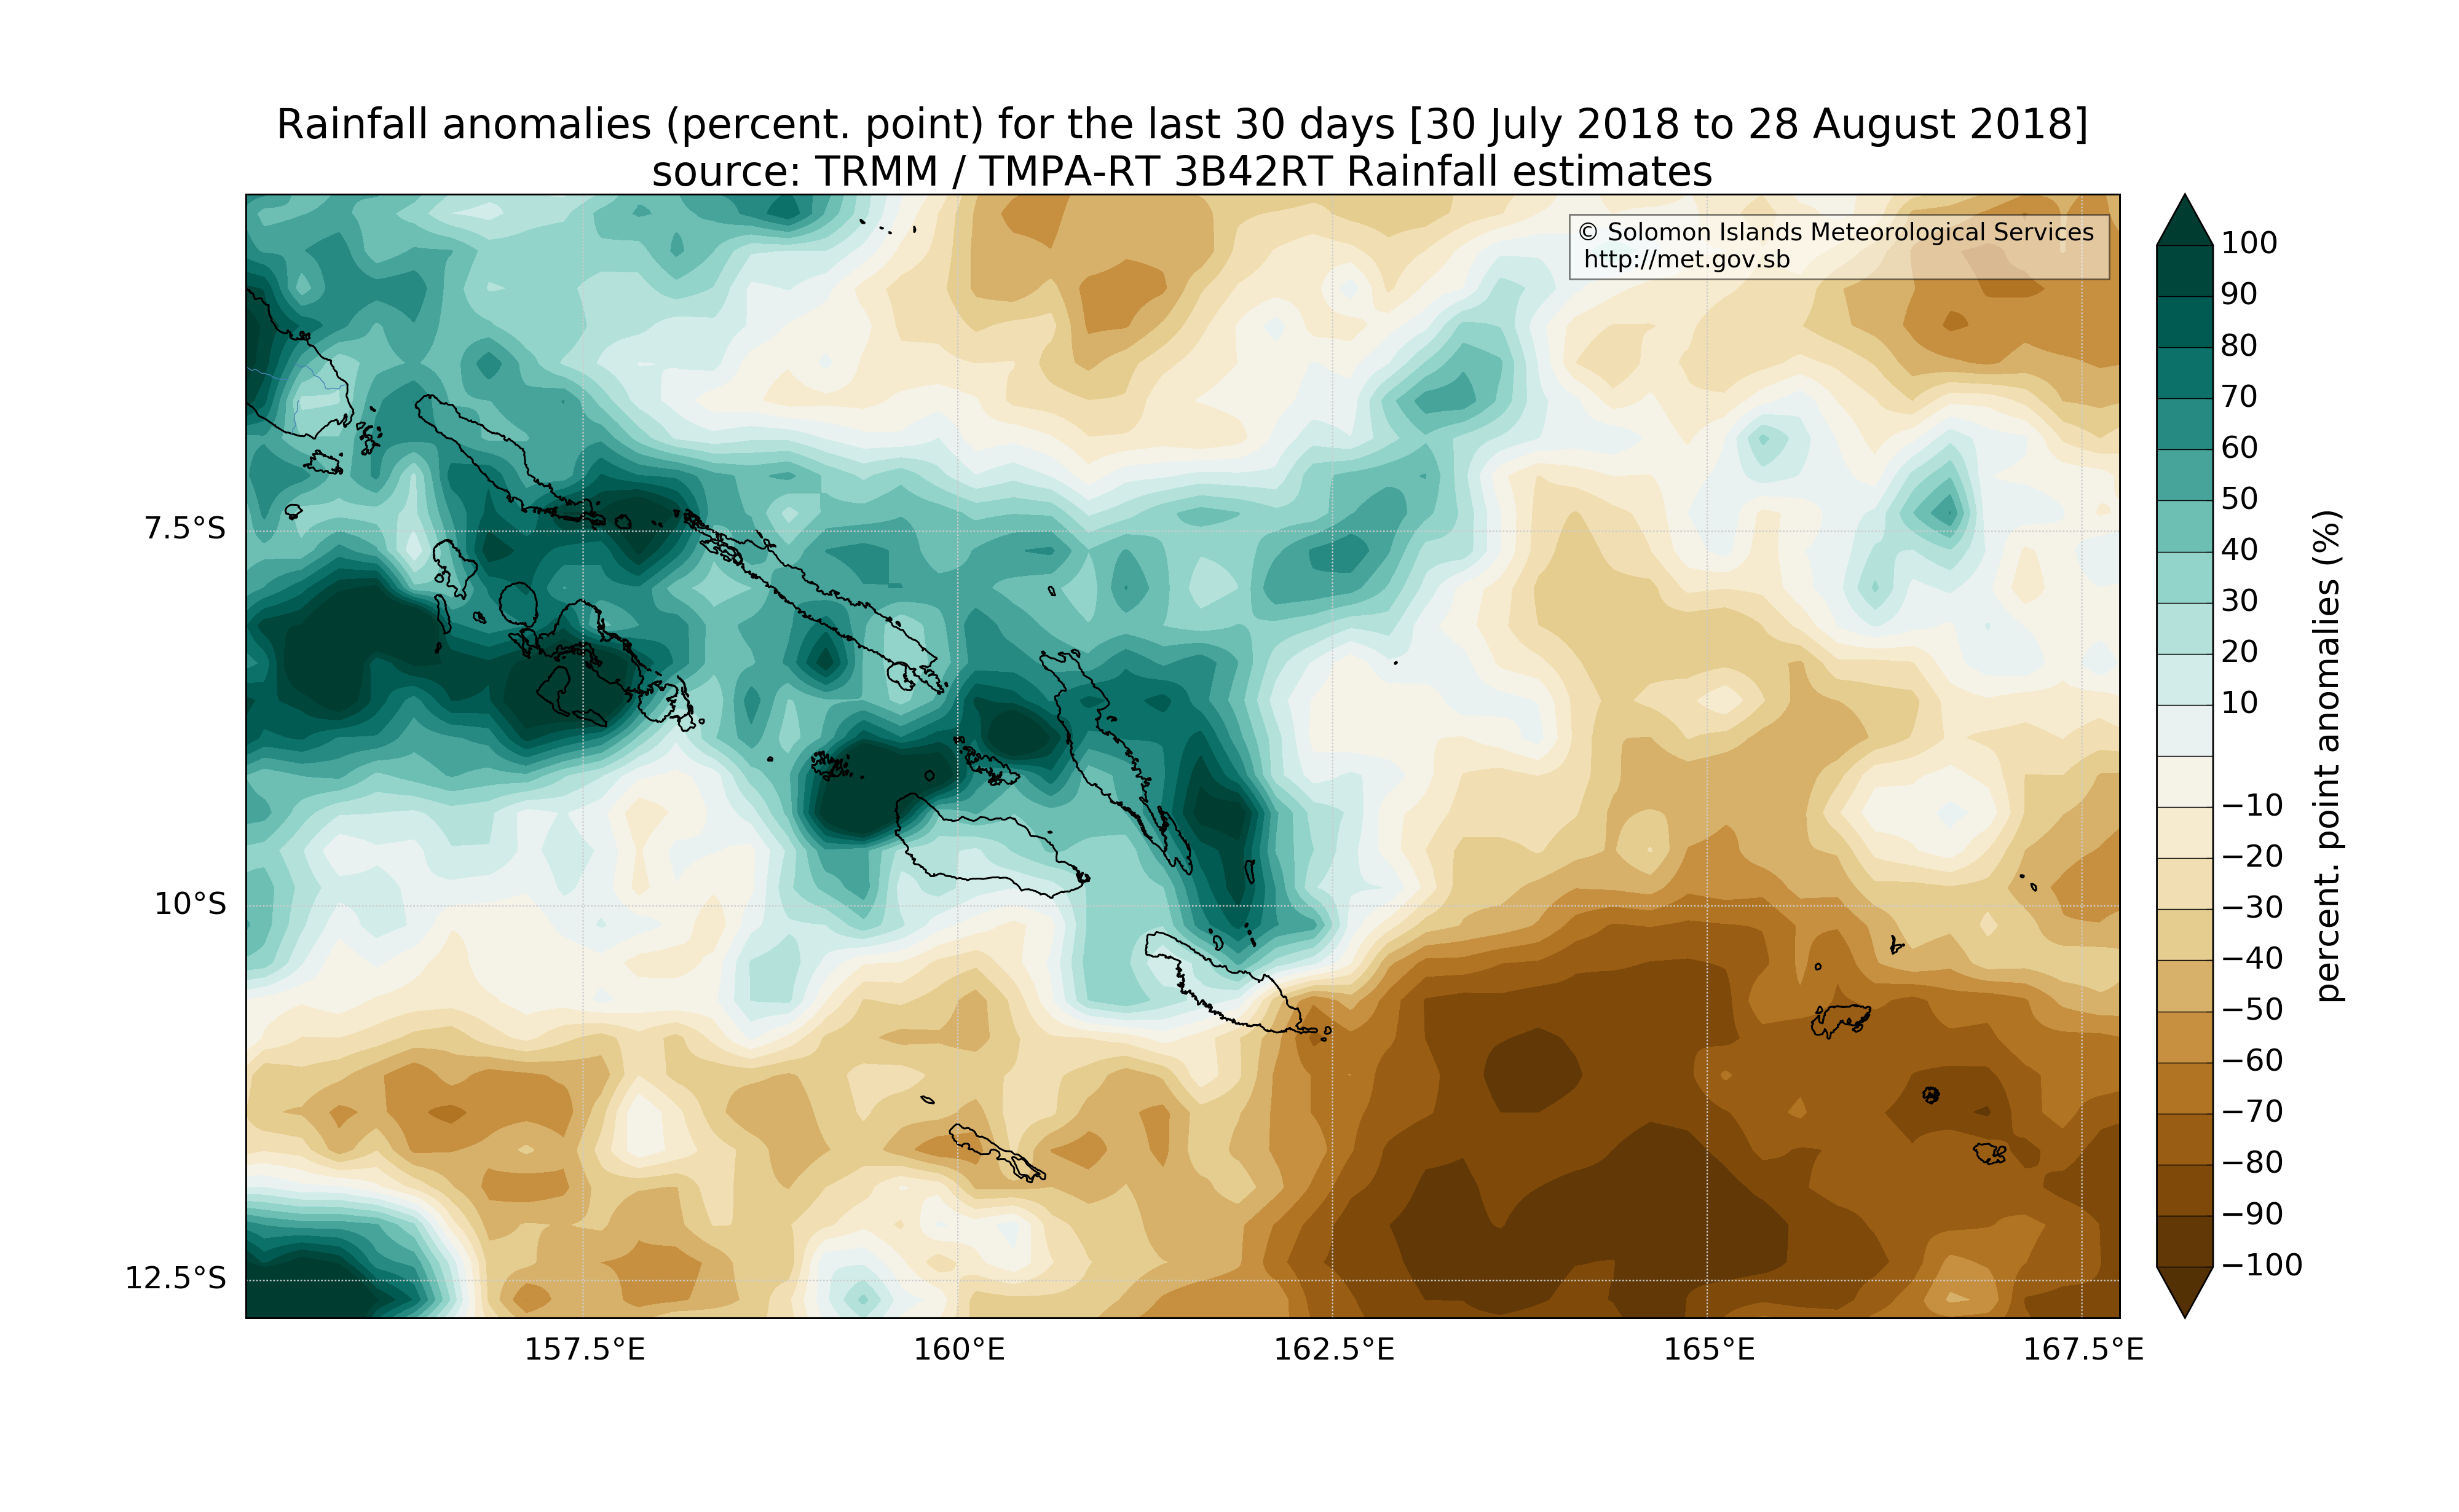 Rainfall anomalies (percent. point) for the last 30 days [30 July 2018 to 28 August 2018]
source: TRMM / TMPA-RT 3B42RT Rainfall estimates
© Solomon Islands Meteorological Services
http://met.gov.sb
7.5°S
10°S
12.5°S
157.5°E
160°E
162.5°E
165°E
167.5°E
100
90
80
70
60
50
40
30
20
10
−10
−20
−30
−40
−50
−60
−70
−80
−90
−100
percent. point anomalies (%)